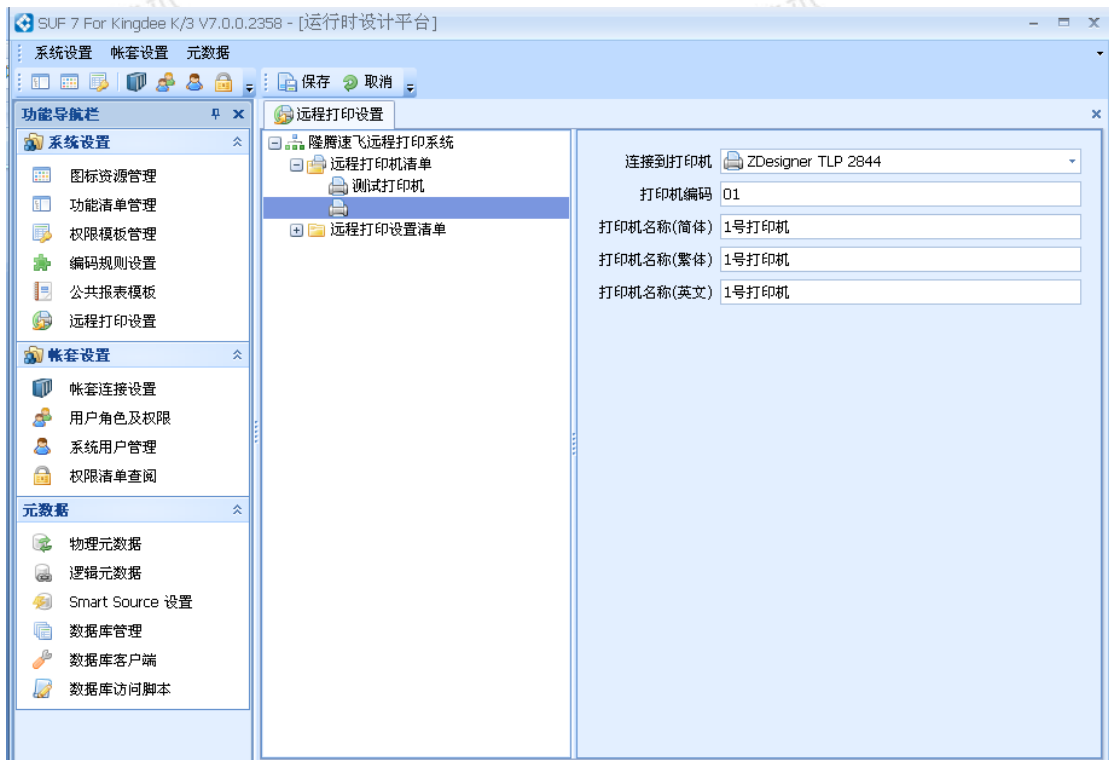 SUF 7 For Kingdee K/3 V7.0.0.2358 - [运行时设计平台]
系统设置 帐套设置 元数据
保存 取消
功能导航栏
远程打印设置
系统设置
图标资源管理
功能清单管理
权限模板管理
编码规则设置
公共报表模板
远程打印设置
帐套设置
帐套连接设置
用户角色及权限
系统用户管理
权限清单查阅
元数据
物理元数据
逻辑元数据
Smart Source 设置
数据库管理
数据库客户端
数据库访问脚本
隆腾速飞远程打印系统
远程打印机清单
测试打印机
远程打印设置清单
连接到打印机 ZDesigner TLP 2844
打印机编码 01
打印机名称(简体) 1号打印机
打印机名称(繁体) 1号打印机
打印机名称(英文) 1号打印机